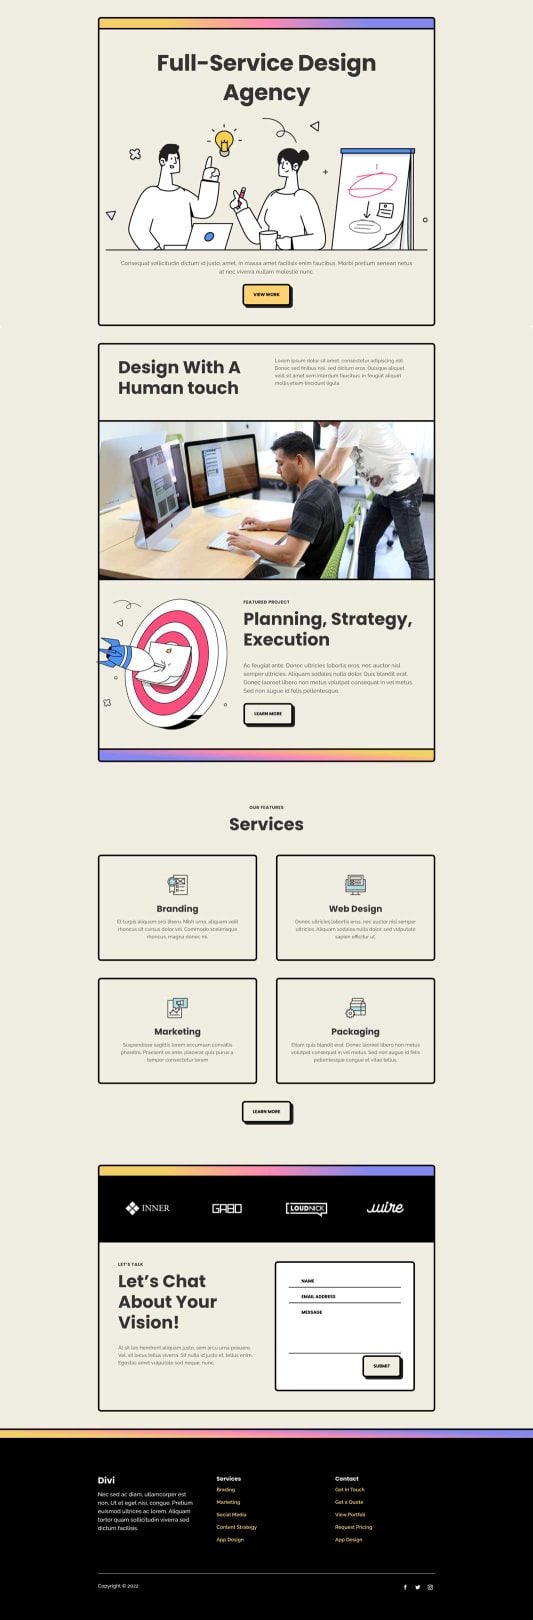 Full-Service Design
Agency
Consequat sollicitudin dictum id justo, amet. In massa amet facilisis enim faucibus. Morbi pretium aenean netus
at nec viverra nullam molestie nunc.
VIEW WORK
Design With A
Human touch
Lorem ipsum dolor sit amet, consectetur adipiscing elit.
Donec sed finibus nisi, sed dictum eros. Quisque aliquet
velit sit amet sem interdum faucibus. In feugiat aliquet
mollis etiam tincidunt ligula.
FEATURED PROJECT
Planning, Strategy,
Execution
Ac feugiat ante. Donec ultricies lobortis eros, nec auctor nisl
semper ultricies. Aliquam sodales nulla dolor. Quis blandit erat.
Donec laoreet libero non metus volutpat consequat in vel metus.
Sed non augue id felis pellentesque.
LEARN MORE
OUR FEATURES
Services
Branding
Et turpis aliquam orci libero. Nibh urna, aliquam velit
rhoncus sit cursus dolor vel. Commodo scelerisque
rhoncus, magna donec mi.
Web Design
Donec ultricies lobortis eros, nec auctor nisl semper
ultricies. Aliquam sodales nulla dolor, sed vulputate
sapien efficitur ut.
Marketing
Suspendisse sagittis lorem accumsan convallis
pharetra. Praesent ex ante, placerat quis purus a
tempor consectetur lorem
Packaging
Etiam quis blandit erat. Donec laoreet libero non metus
volutpat consequat in vel metus. Sed non augue id felis
pellentesque congue et vitae tellus.
LEARN MORE
INNER
GABO
LOUDNICK
wire
LET'S TALK
Let's Chat
About Your
Vision!
At sit leo hendrerit aliquam justo, sem arcu urna posuere.
Vel, sit lacus tellus viverra. Sit nulla id justo et, tellus enim.
Egestas amet vulputate sed neque, nunc.
NAME
EMAIL ADDRESS
MESSAGE
SUBMIT
Divi
Nec sed ac diam, ullamcorper est
non. Ut et eget nisi, congue. Pretium
euismod ultrices ac lorem. Aliquam
tortor quam sollicitudin viverra sed
dictum facilisis.
Services
Brading
Marketing
Social Media
Content Strategy
App Design
Contact
Get In Touch
Get a Quote
View Portfoli
Request Pricing
App Design
Copyright © 2022